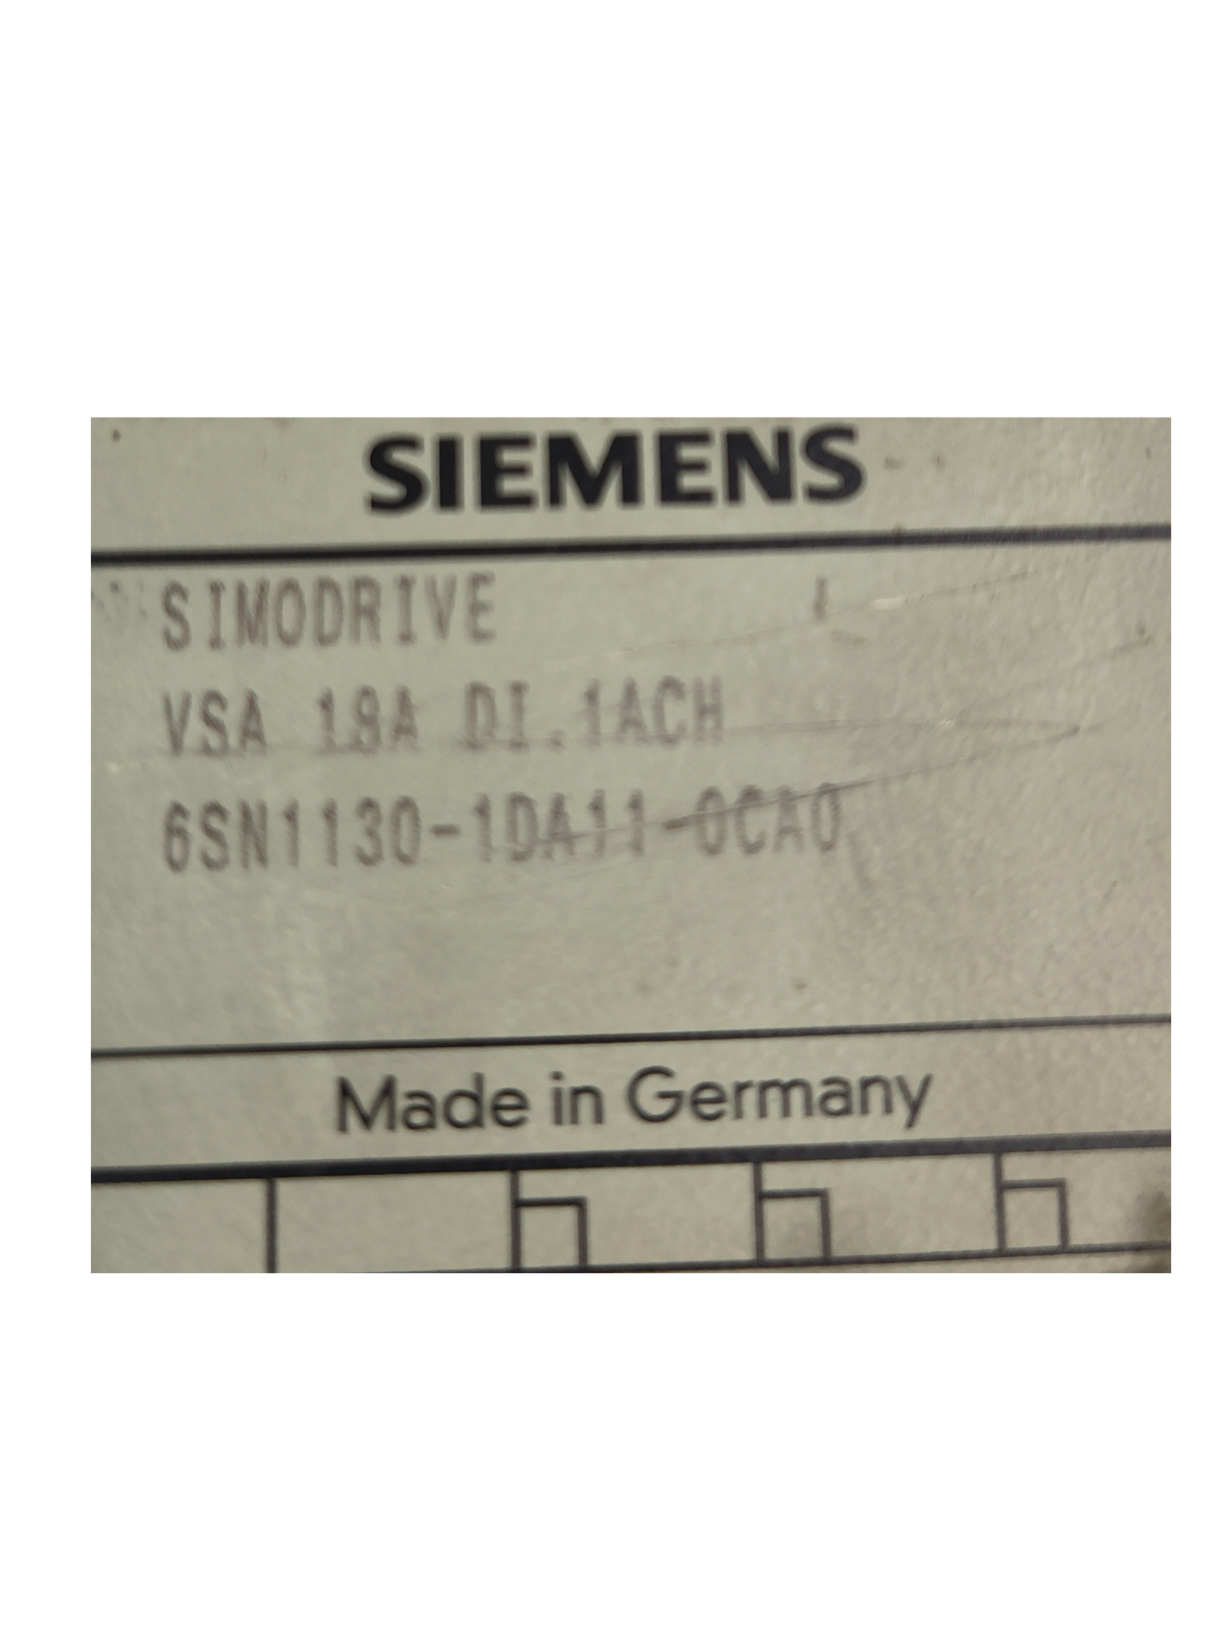 SIEMENS
SIMODRIVE
VSA 18A DI.1ACH
6SN1130-1DA11-0CA0
Made in Germany